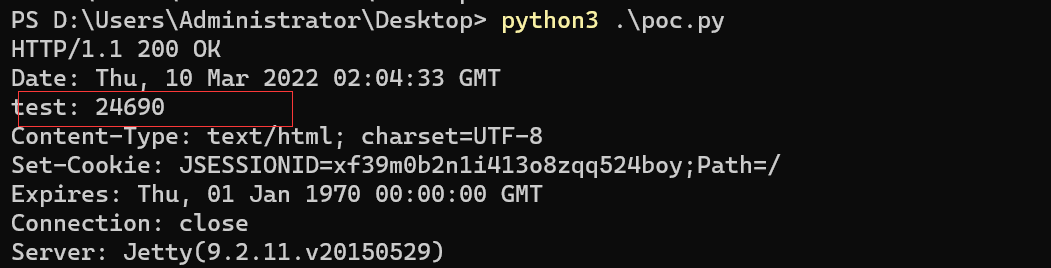 PS D:\Users\Administrator\Desktop> python3 .\poc.py
HTTP/1.1 200 OK
Date: Thu, 10 Mar 2022 02:04:33 GMT
test: 24690
Content-Type: text/html; charset=UTF-8
Set-Cookie: JSESSIONID=xf39m0b2n1i413o8zqq524boy;Path=/
Expires: Thu, 01 Jan 1970 00:00:00 GMT
Connection: close
Server: Jetty(9.2.11.v20150529)